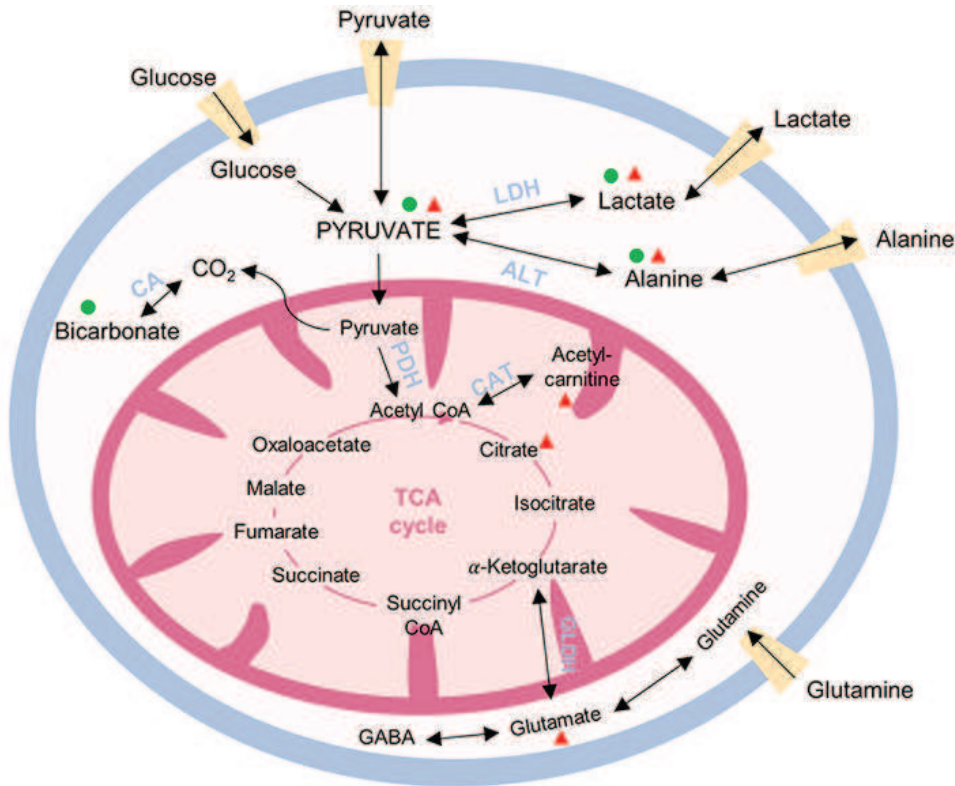 Pyruvate
Glucose
Lactate
Glucose
LDH
Lactate
PYRUVATE
Alanine
ALT
Alanine
CO2
CA
Bicarbonate
Pyruvate
PDH
CAT
Acetyl-
carnitine
Acetyl CoA
Oxaloacetate
Citrate
Malate
TCA
cycle
Isocitrate
Fumarate
Succinate
α-Ketoglutarate
Succinyl
CoA
GLDH
Glutamine
Glutamine
Glutamate
GABA